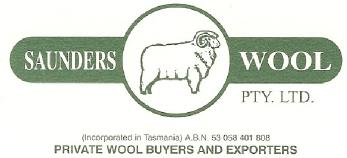 SAUNDERS WOOL
PTY. LTD.
(Incorporated in Tasmania) A.B.N. 53 058 401 808
PRIVATE WOOL BUYERS AND EXPORTERS